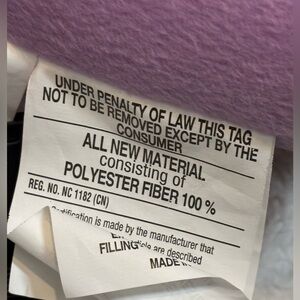 UNDER PENALTY OF LAW THIS TAG
NOT TO BE REMOVED EXCEPT BY THE
CONSUMER
ALL NEW MATERIAL
consisting of
POLYESTER FIBER 100 %
REG. NO. NC 1182 (CN)
Certification is made by the manufacturer that
FILLING
are described
MADE